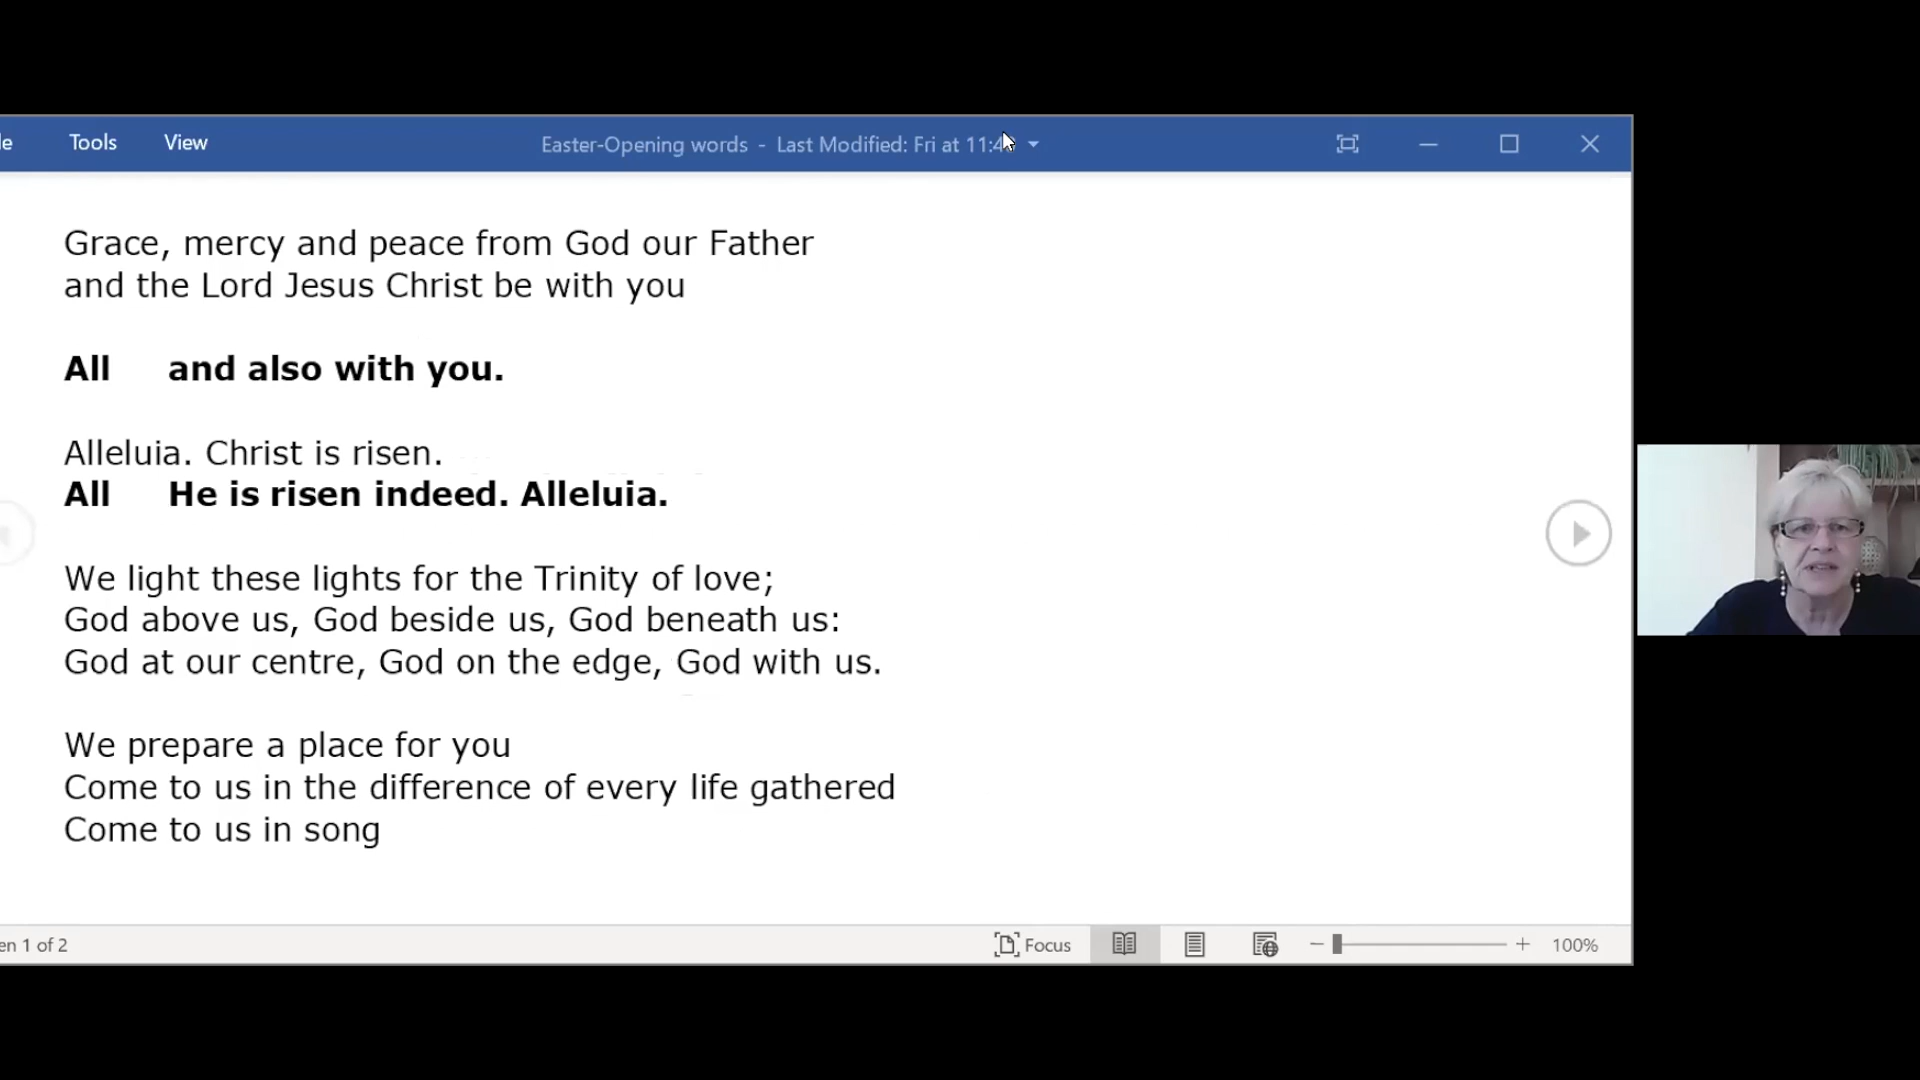 Tools View Easter-Opening words - Last Modified: Fri at
Grace, mercy and peace from God our Father
and the Lord Jesus Christ be with you
All and also with you.
Alleluia. Christ is risen.
All He is risen indeed. Alleluia.
We light these lights for the Trinity of love;
God above us, God beside us, God beneath us:
God at our centre, God on the edge, God with us.
We prepare a place for you
Come to us in the difference of every life gathered
Come to us in song
1 of 2 Focus 100%